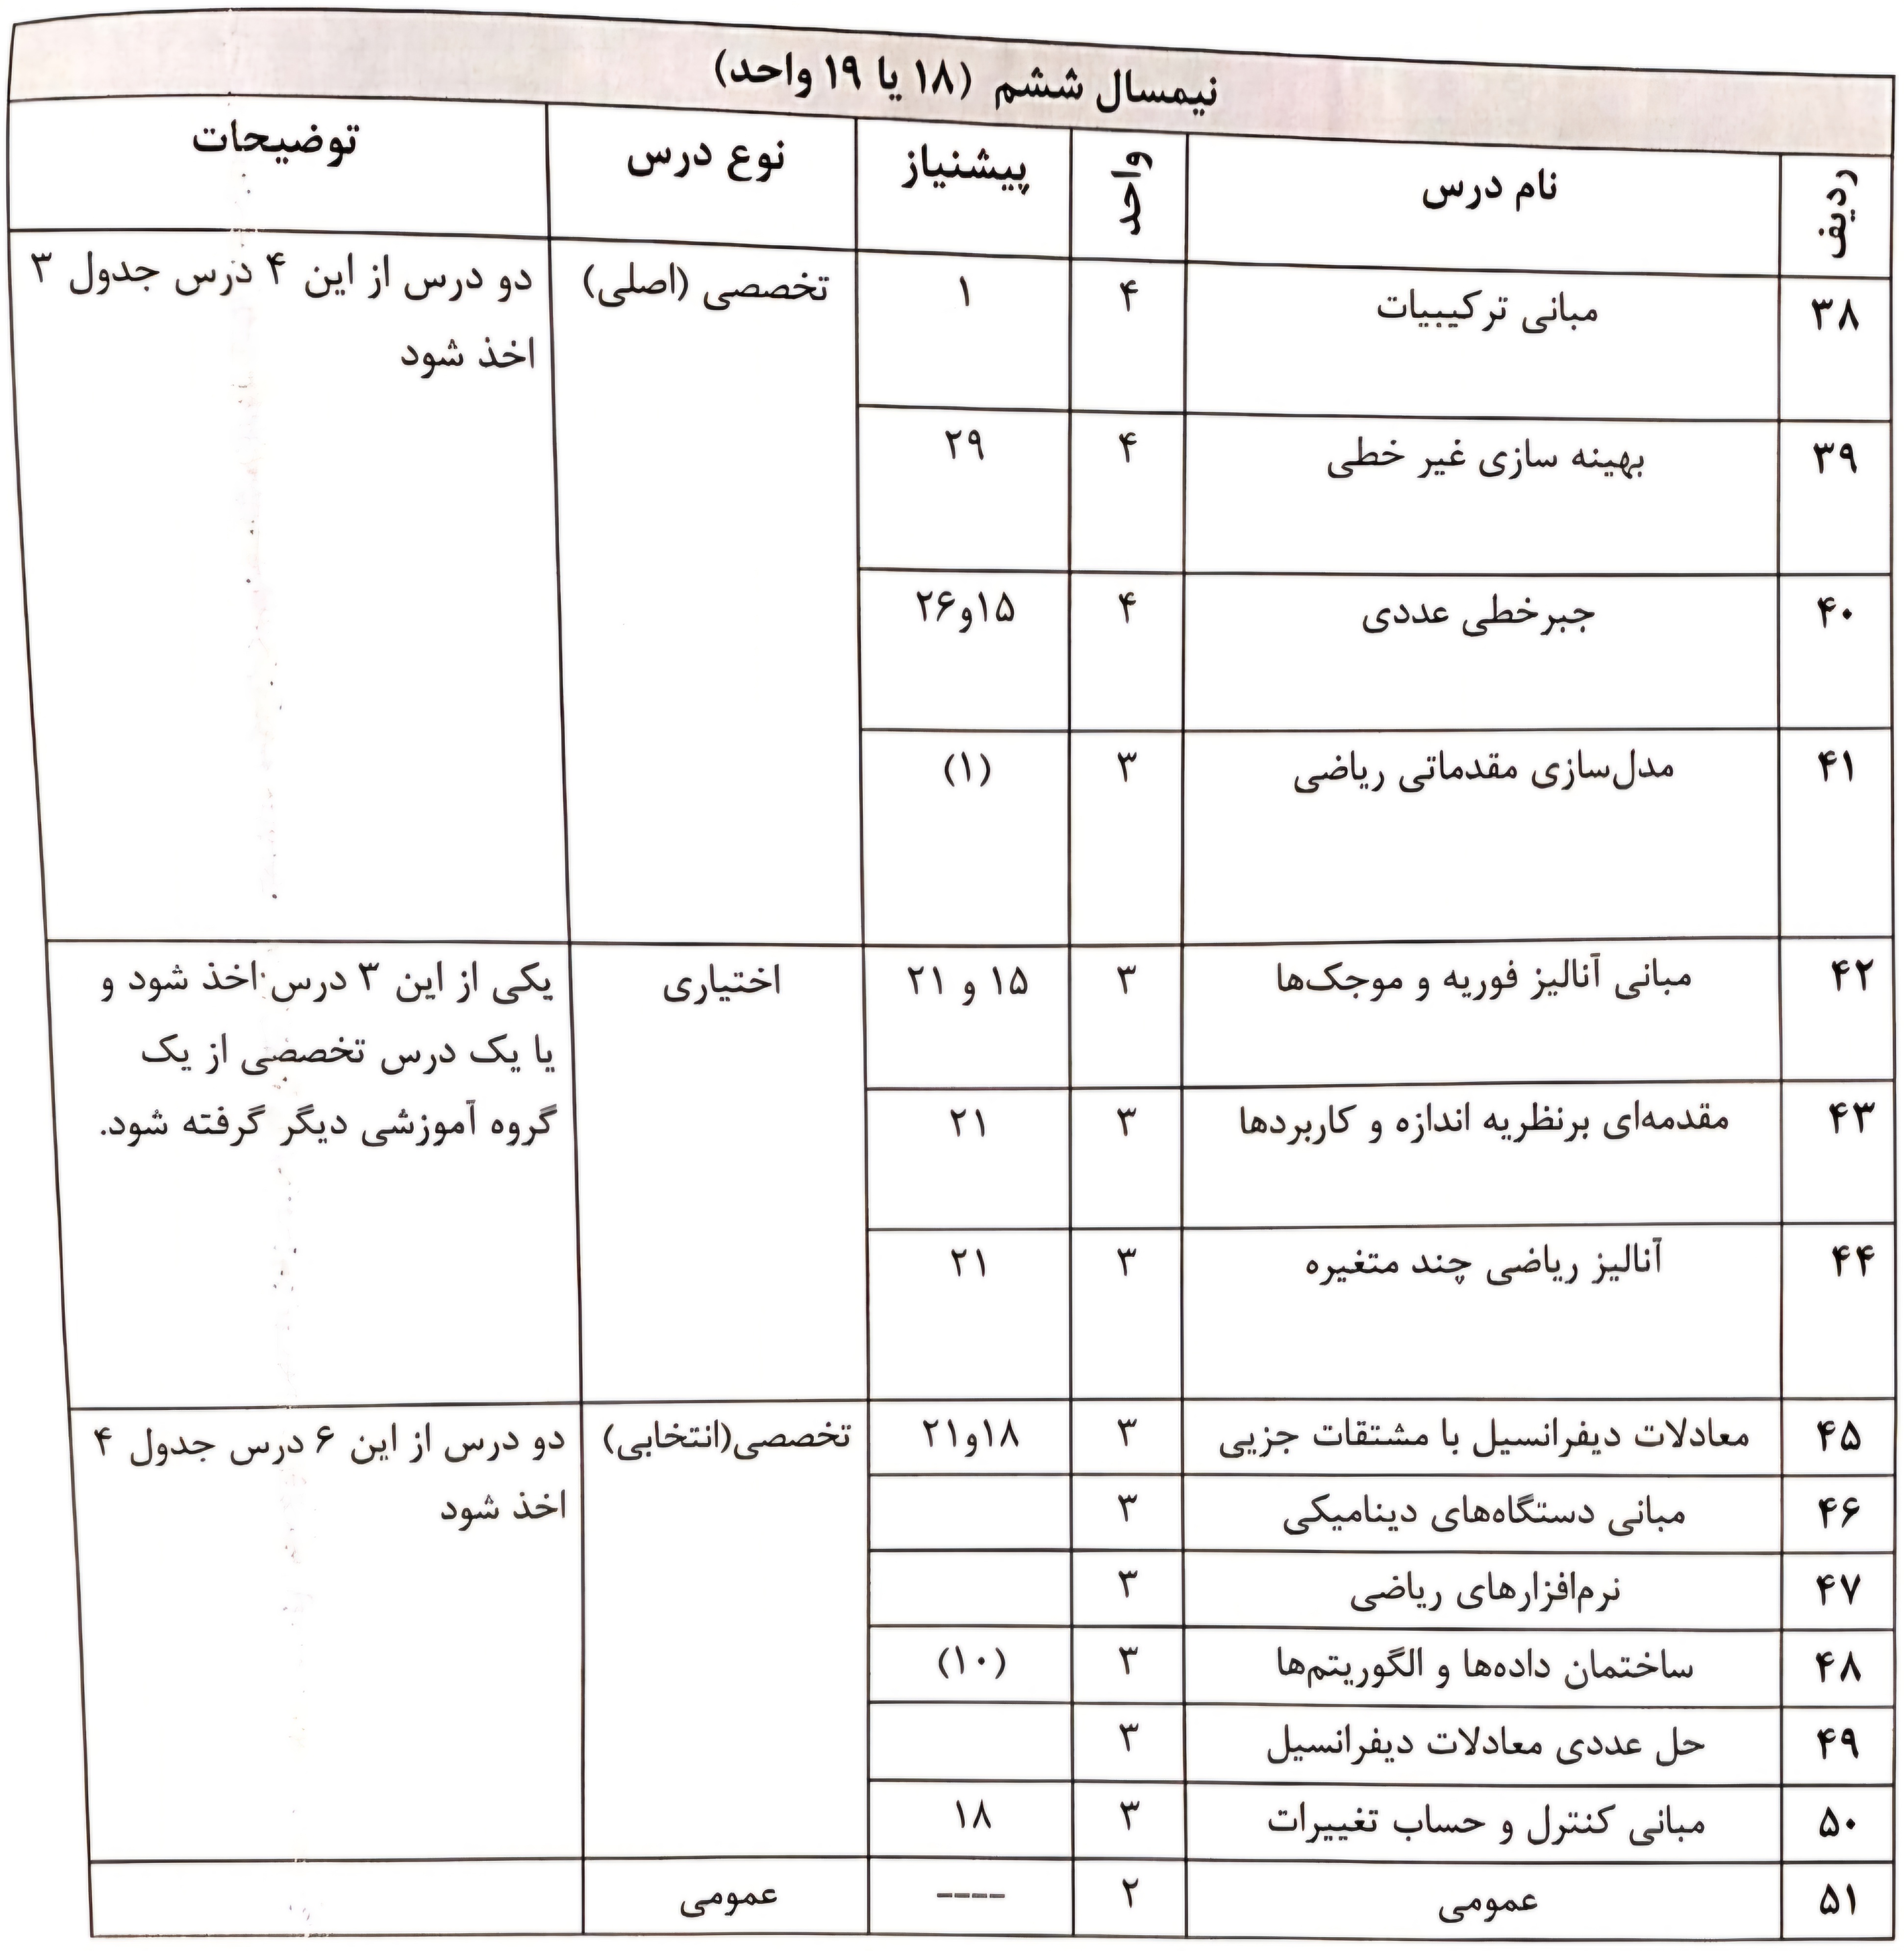 نیمسال ششم (۱۸ یا ۱۹ واحد)
ردیف نام درس واحد پیشنیاز نوع درس توضیحات
۳۸ مبانی ترکیبیات ۴ ۱ تخصصی (اصلی) دو درس از این ۴ درس جدول ۳
اخذ شود
۳۹ بهینه سازی غیر خطی ۴ ۲۹
۴۰ جبرخطی عددی ۴ ۱۵و۲۶
۴۱ مدل‌سازی مقدماتی ریاضی ۳ (۱)
۴۲ مبانی آنالیز فوریه و موجک‌ها ۳ ۱۵ و ۲۱ اختیاری یکی از این ۳ درس اخذ شود و
یا یک درس تخصصی از یک
۴۳ مقدمه‌ای برنظریه اندازه و کاربردها ۳ ۲۱ گروه آموزشی دیگر گرفته شود.
۴۴ آنالیز ریاضی چند متغیره ۳ ۲۱
۴۵ معادلات دیفرانسیل با مشتقات جزیی ۳ ۱۸و۲۱ تخصصی(انتخابی) دو درس از این ۶ درس جدول ۴
۴۶ مبانی دستگاه‌های دینامیکی ۳ اخذ شود
۴۷ نرم‌افزارهای ریاضی ۳
۴۸ ساختمان داده‌ها و الگوریتم‌ها ۳ (۱۰)
۴۹ حل عددی معادلات دیفرانسیل ۳
۵۰ مبانی کنترل و حساب تغییرات ۳ ۱۸
۵۱ عمومی ۲ ---- عمومی